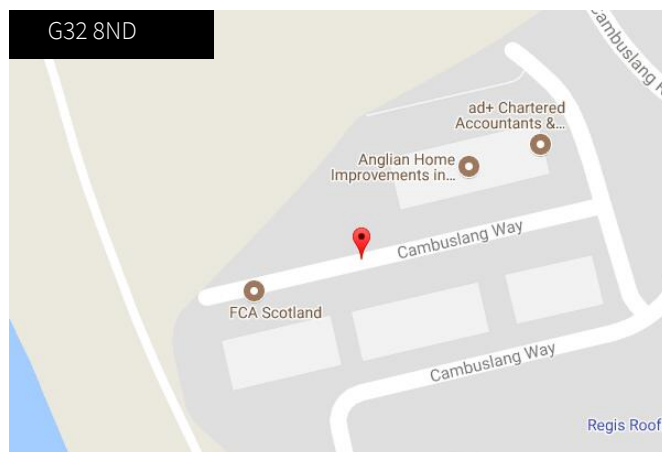 G32 8ND
Cambuslang R
ad+ Chartered
Accountants &...
Anglian Home
Improvements in...
Cambuslang Way
FCA Scotland
Cambuslang Way
Regis Roof